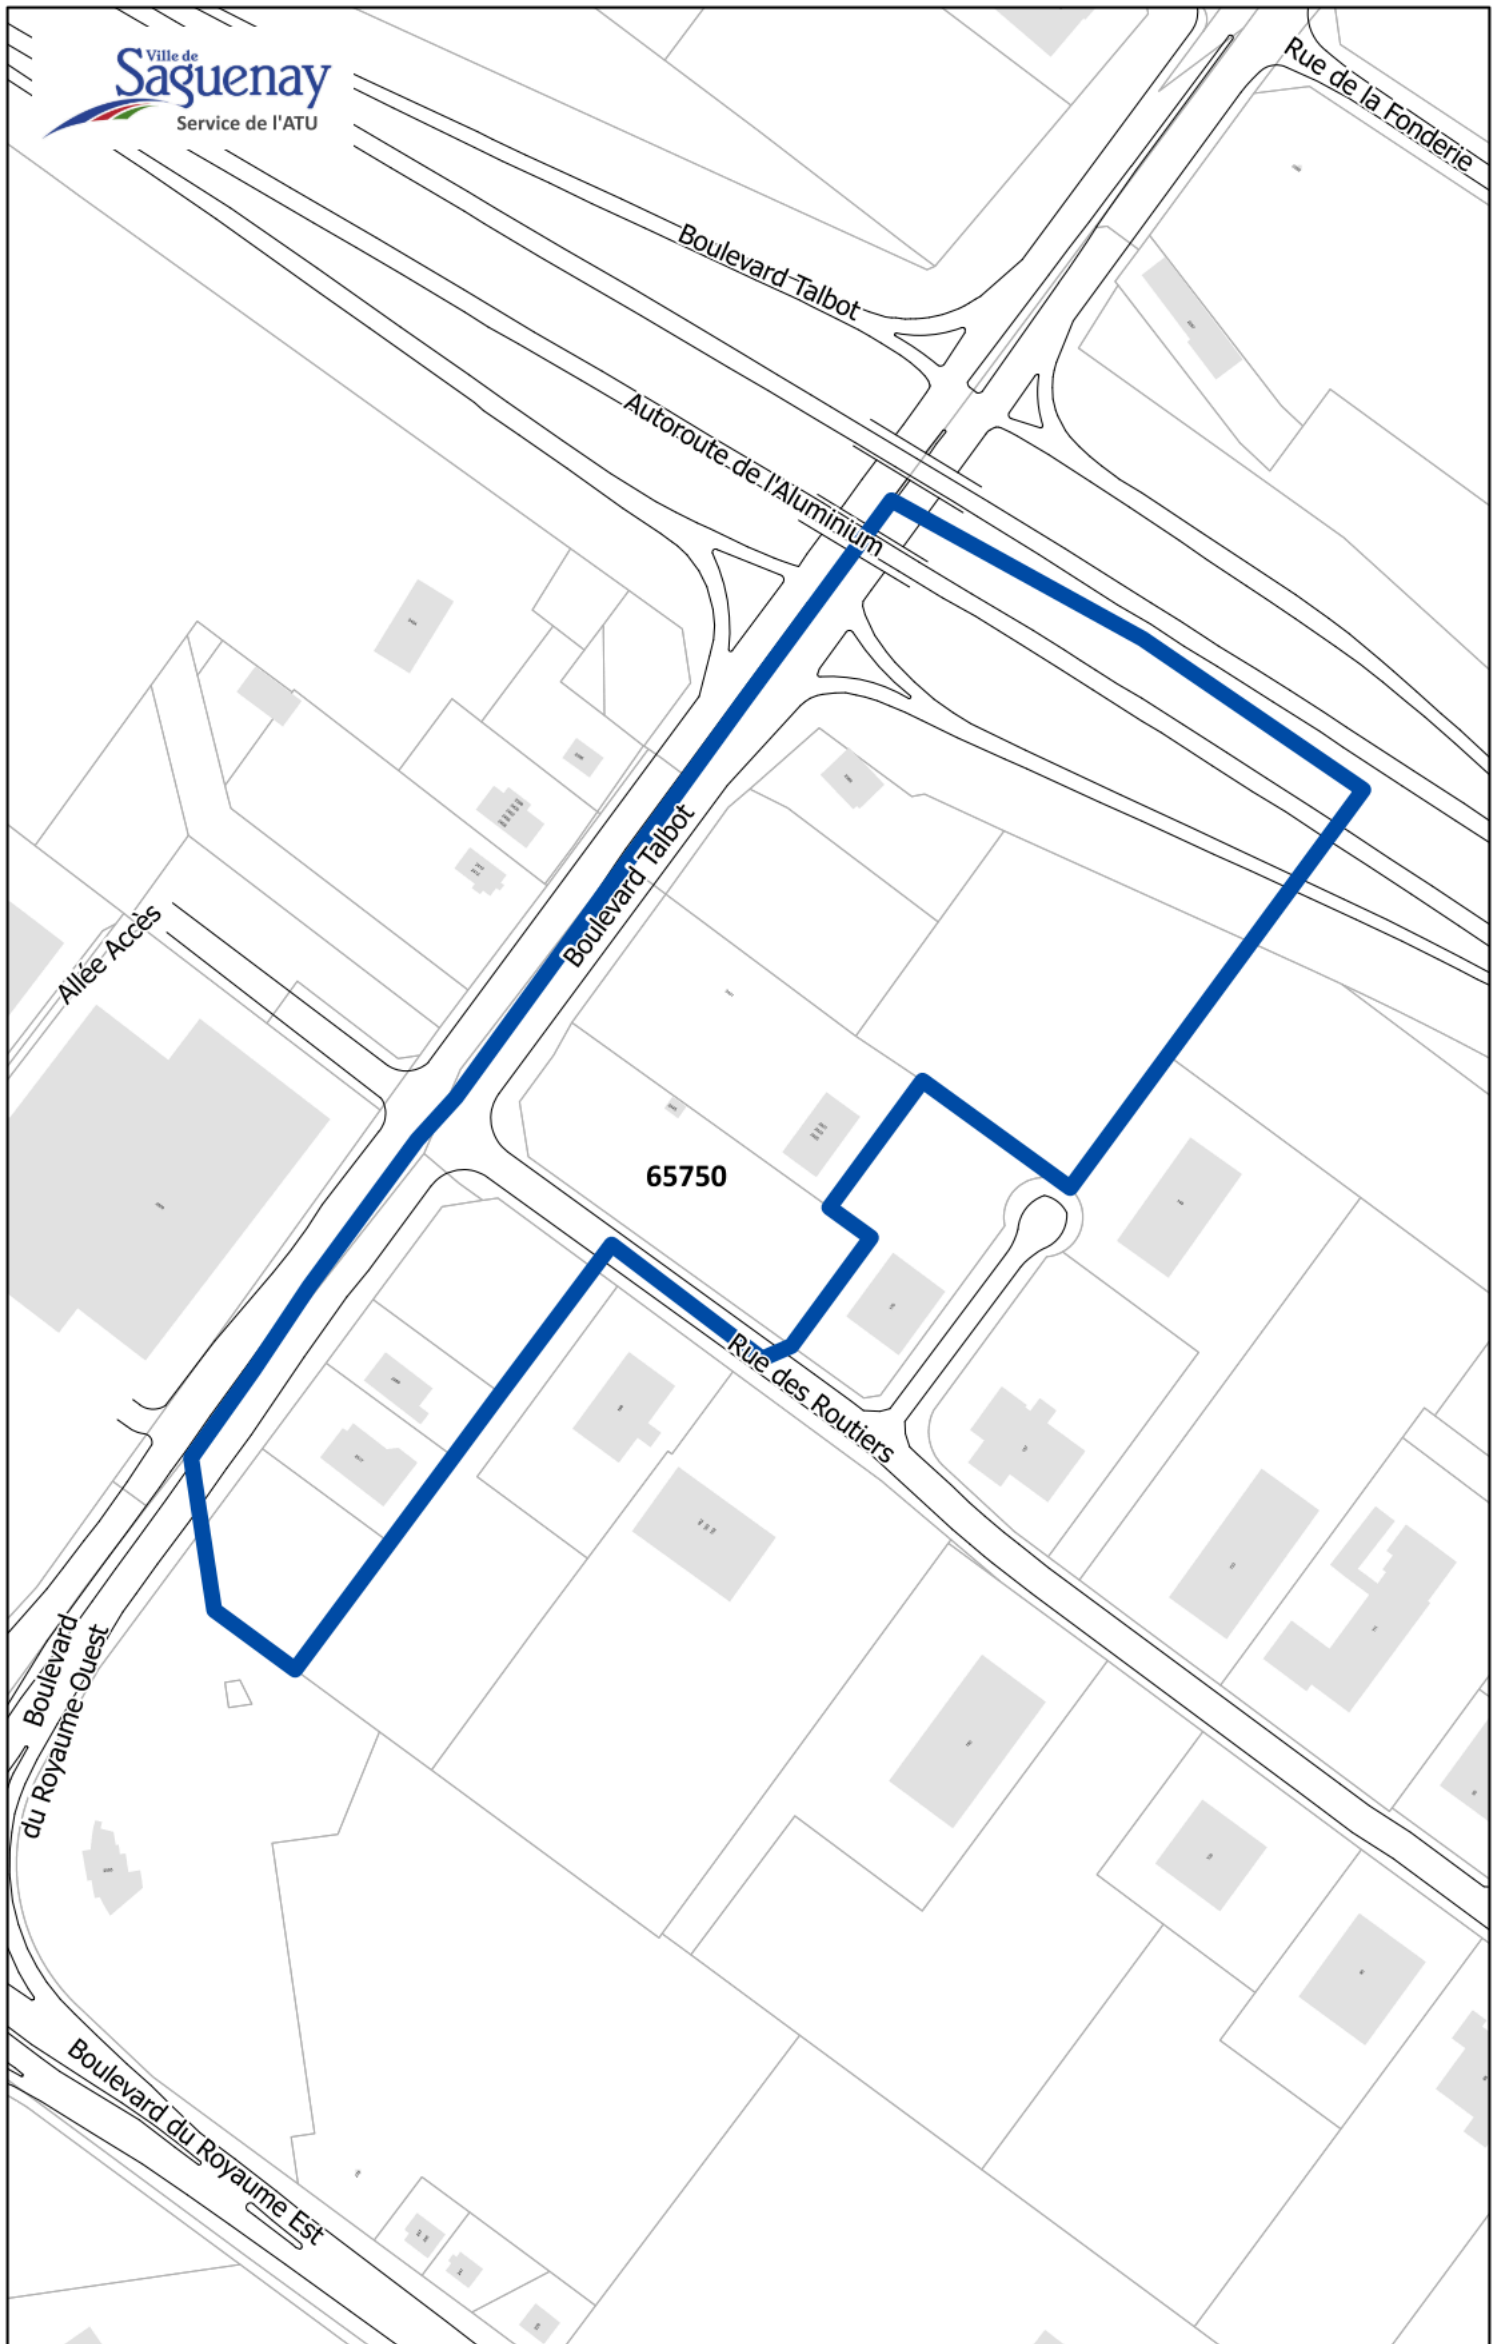 Ville de
Saguenay
Service de l'ATU
Rue de la Fonderie
Boulevard Talbot
Autoroute de l'Aluminium
Boulevard Talbot
Allée Accès
65750
Rue des Routiers
Boulevard
du Royaume Ouest
Boulevard du Royaume Est